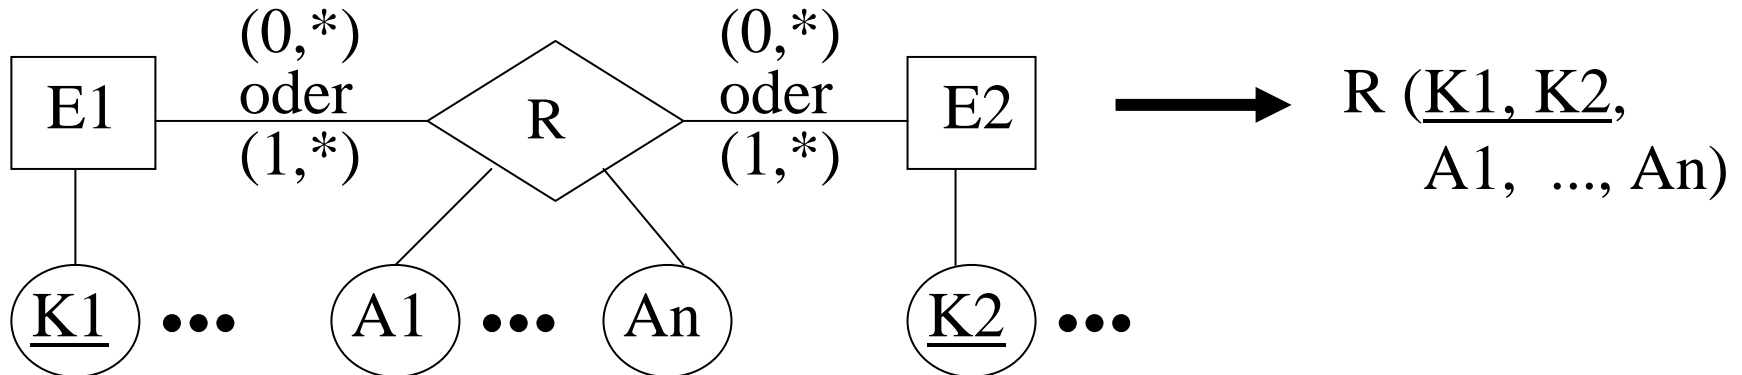 (0,*)
oder
(1,*)
(0,*)
oder
(1,*)
E1
R
E2
R (K1, K2,
A1, ..., An)
K1 •••
A1 •••
An
K2 •••